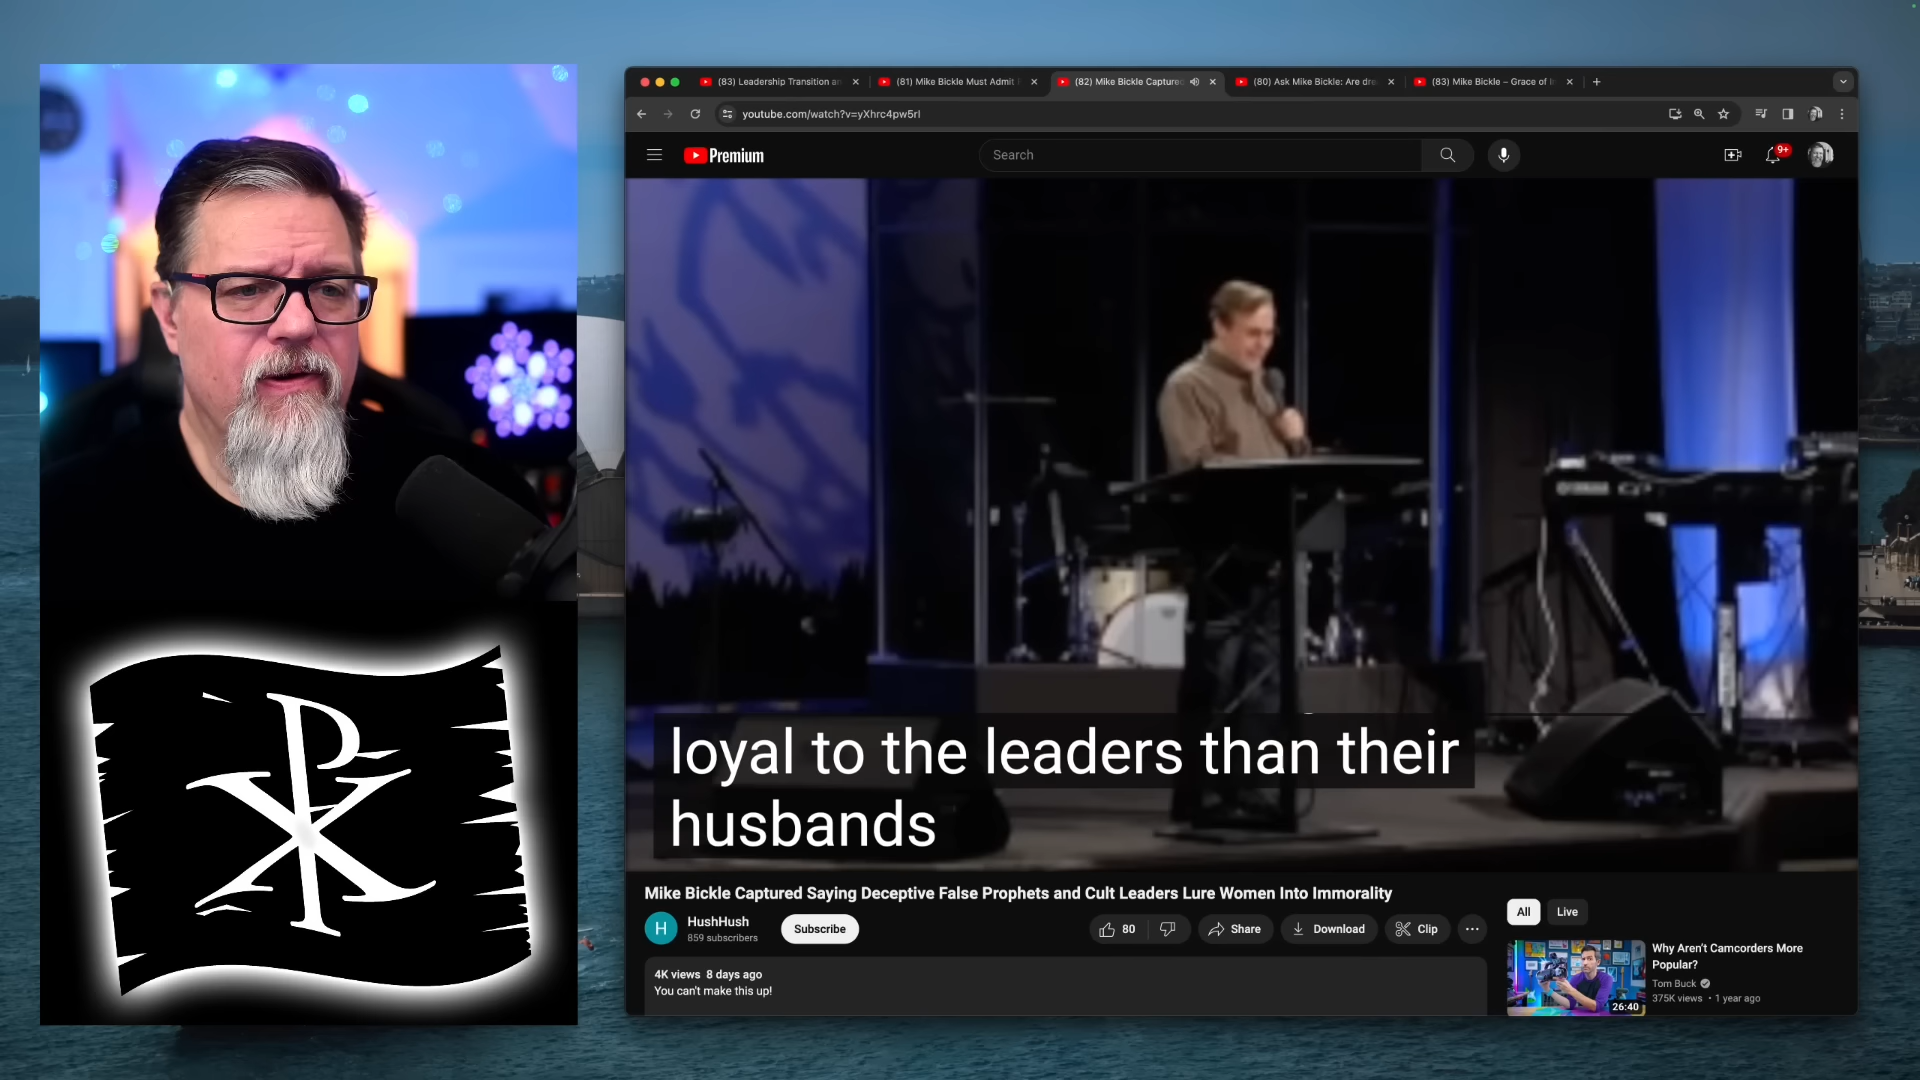 (83) Leadership Transition an
(81) Mike Bickle Must Admit
(82) Mike Bickle Captured
(80) Ask Mike Bickle: Are dre
(83) Mike Bickle – Grace of
youtube.com/watch?v=yXhrc4pw5rI
Premium
Search
9+
loyal to the leaders than their
husbands
Mike Bickle Captured Saying Deceptive False Prophets and Cult Leaders Lure Women Into Immorality
H
HushHush
859 subscribers
Subscribe
80
Share
Download
Clip
4K views 8 days ago
You can't make this up!
All
Live
Why Aren't Camcorders More
Popular?
Tom Buck
375K views • 1 year ago
26:40